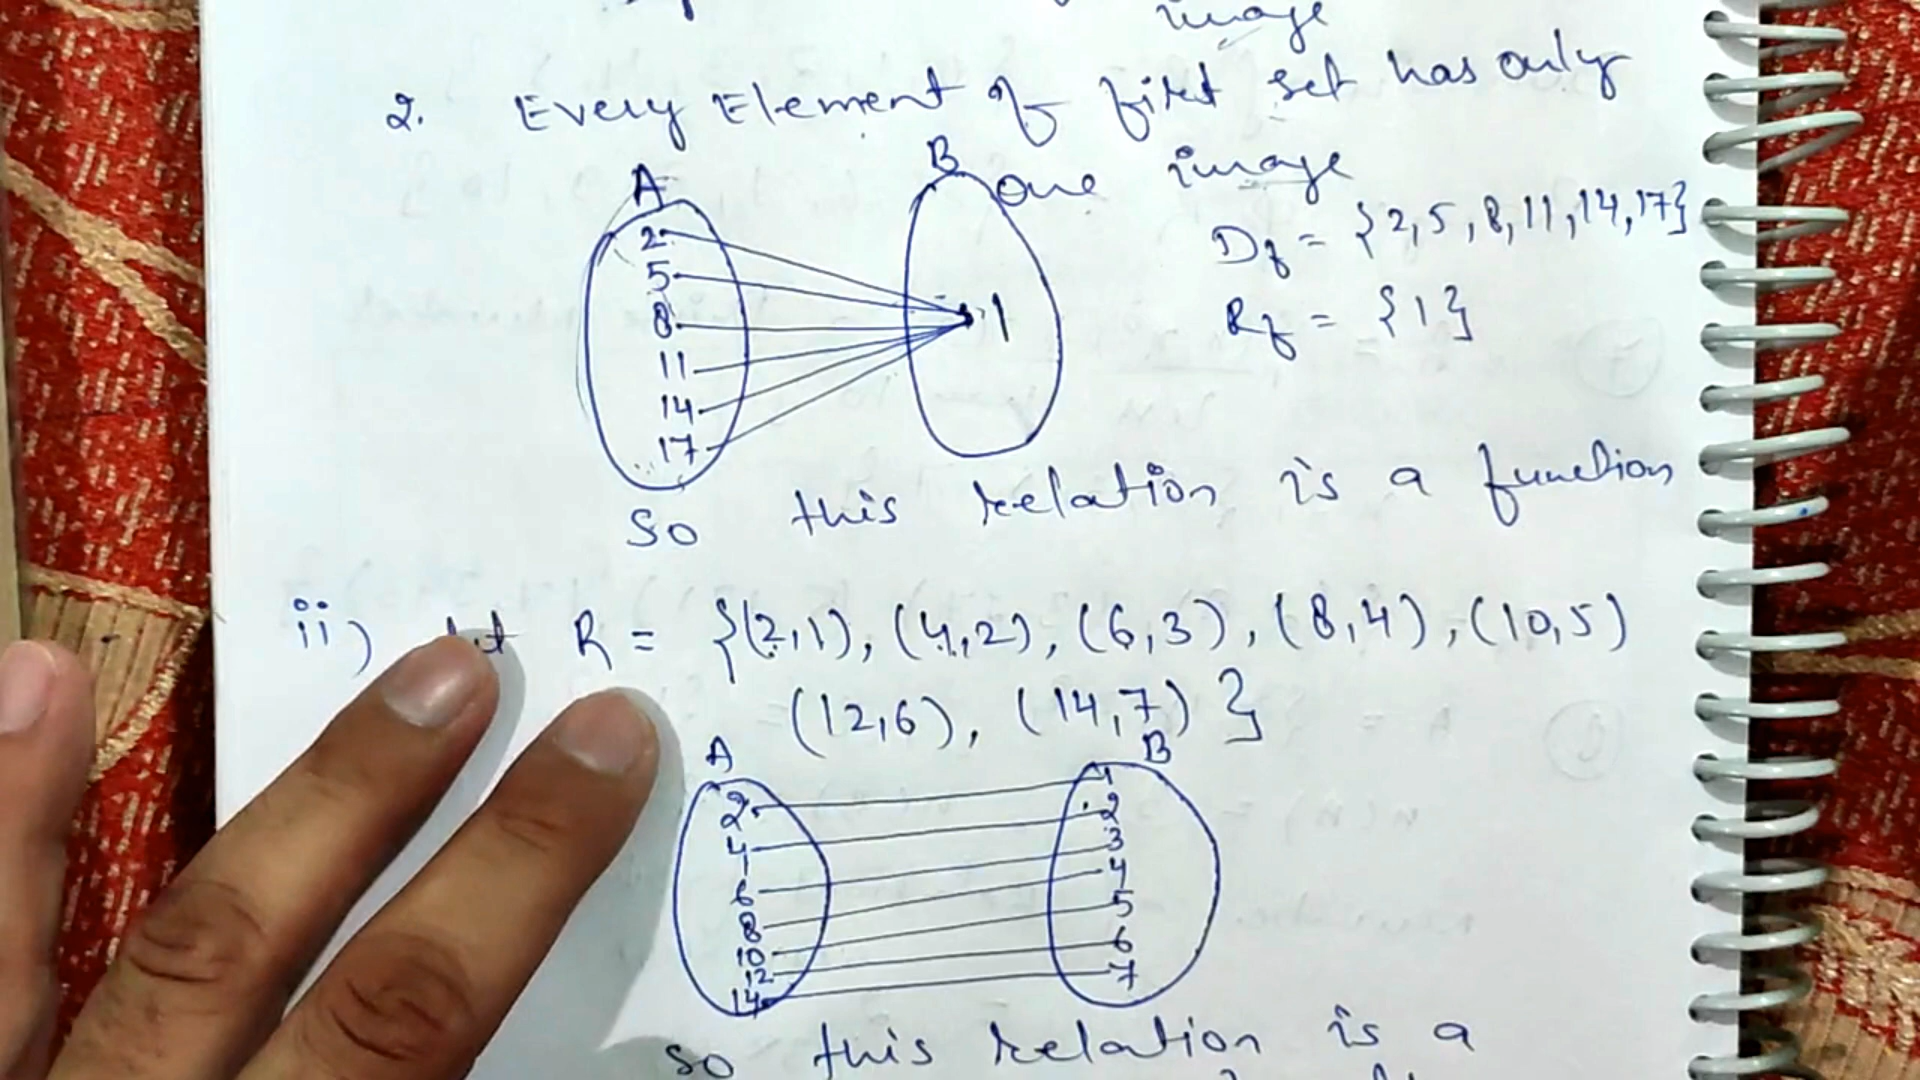 image
2. Every Element of first set has only
one image
A
B
2
5
8
11
14
17
1
Df = {2,5,8,11,14,17}
Rf = {1}
So this relation is a function
ii) R = {(2,1), (4,2), (6,3), (8,4), (10,5)
(12,6), (14,7)}
A
B
2
4
6
8
10
12
14
1
2
3
4
5
6
7
So this relation is a